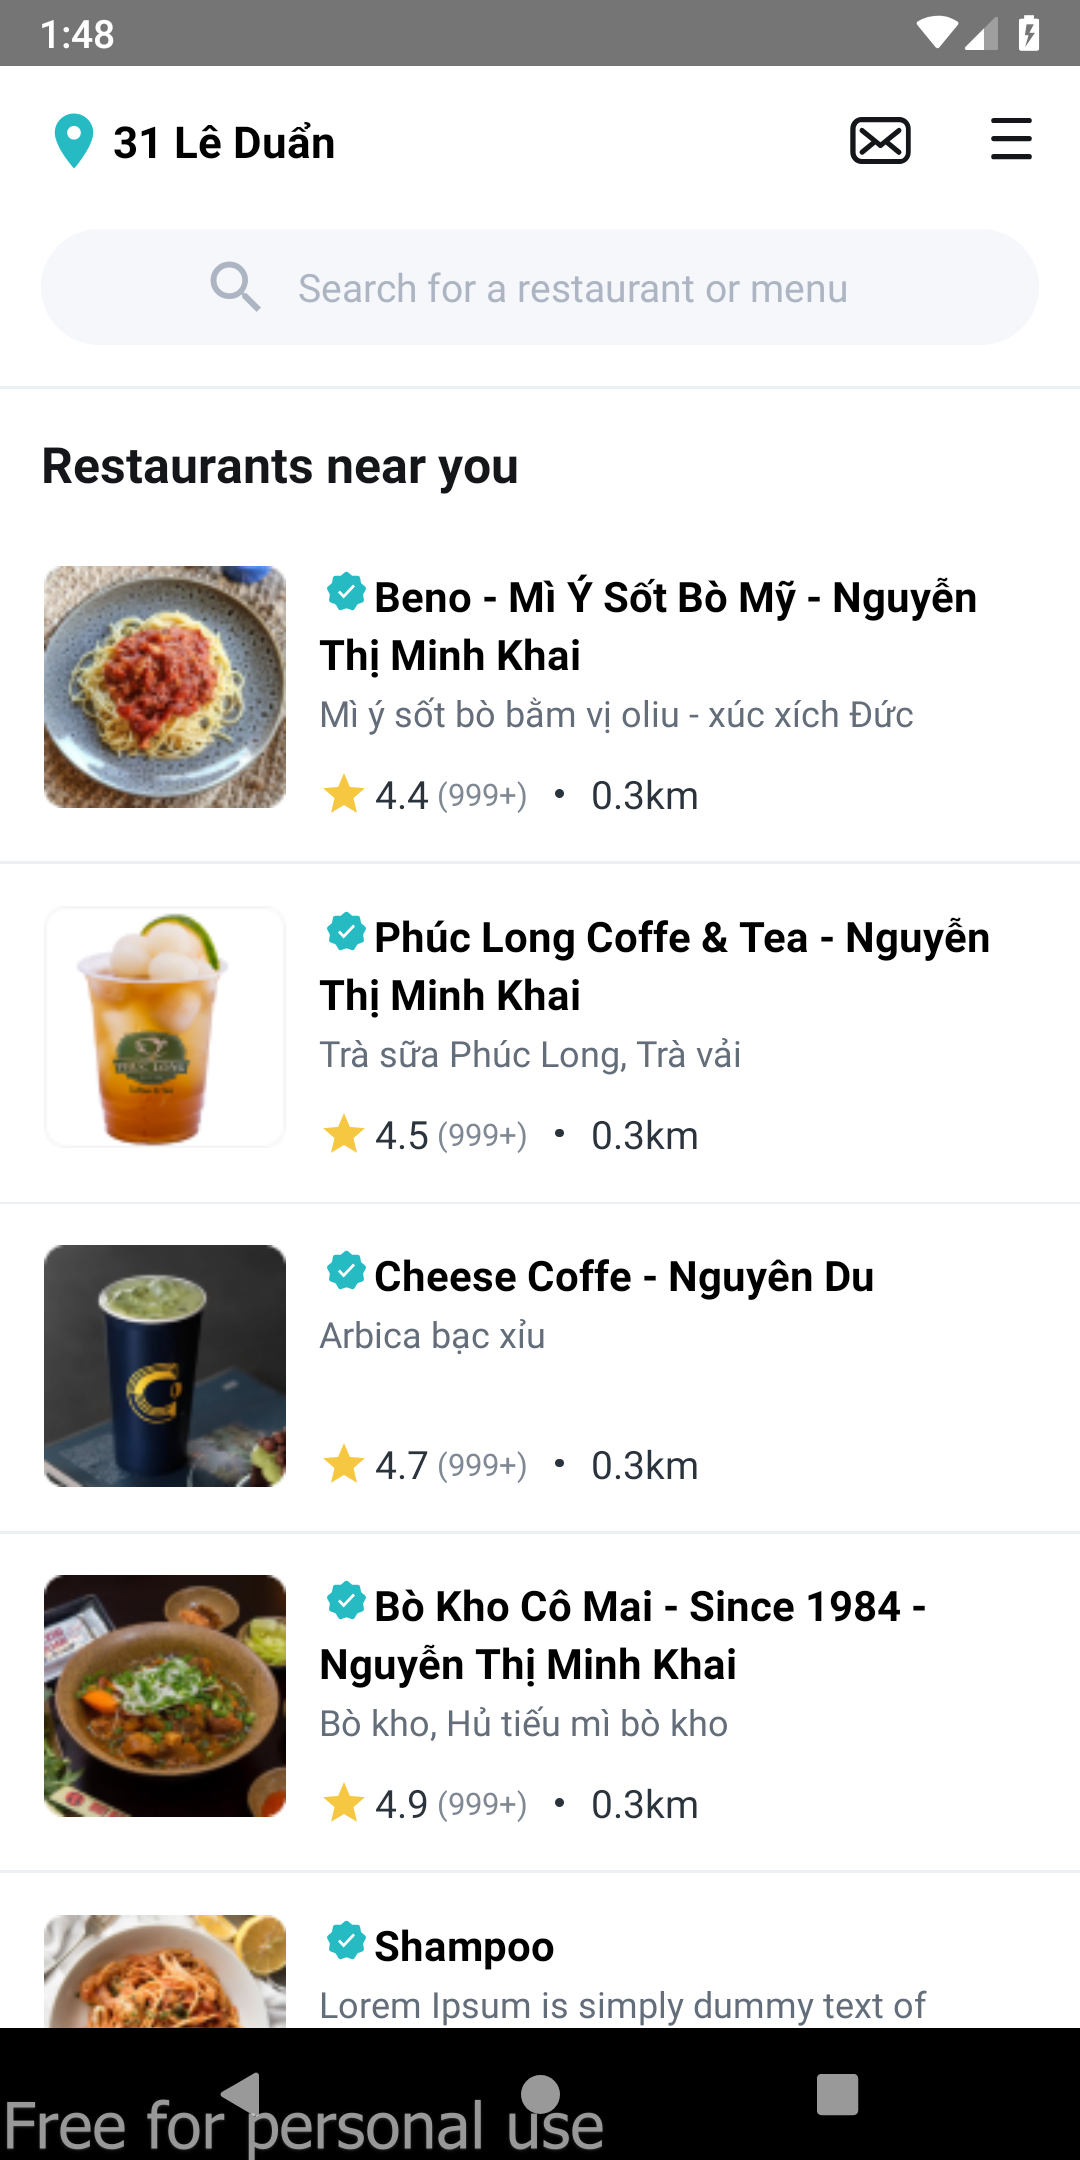 1:48
31 Lê Duẩn
Search for a restaurant or menu
Restaurants near you
Beno - Mì Ý Sốt Bò Mỹ - Nguyễn
Thị Minh Khai
Mì ý sốt bò bằm vị oliu - xúc xích Đức
4.4 (999+) • 0.3km
Phúc Long Coffe & Tea - Nguyễn
Thị Minh Khai
Trà sữa Phúc Long, Trà vải
PHUC LONG
4.5 (999+) • 0.3km
Cheese Coffe - Nguyên Du
Arbica bạc xỉu
4.7 (999+) • 0.3km
Bò Kho Cô Mai - Since 1984 -
Nguyễn Thị Minh Khai
Bò kho, Hủ tiếu mì bò kho
4.9 (999+) • 0.3km
Shampoo
Lorem Ipsum is simply dummy text of
Free for personal use